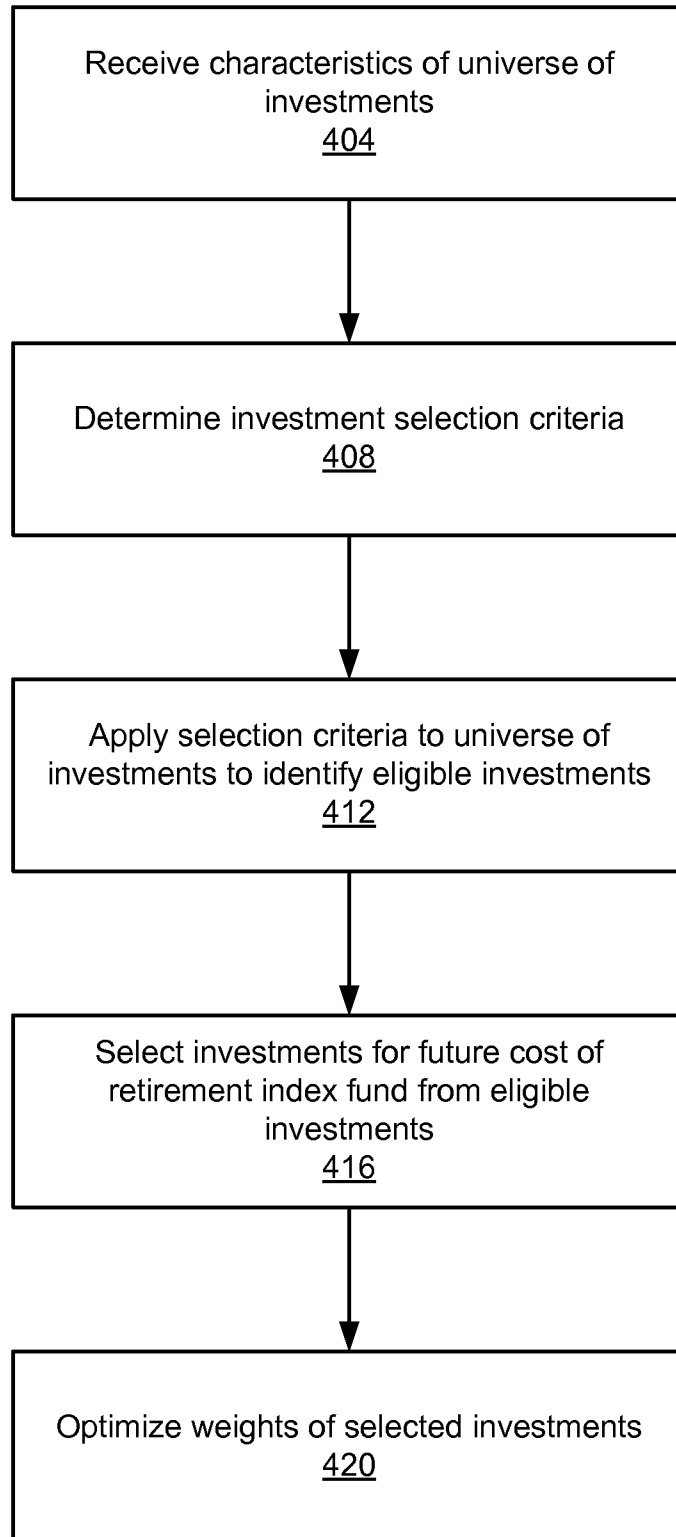 Receive characteristics of universe of
investments
404
Determine investment selection criteria
408
Apply selection criteria to universe of
investments to identify eligible investments
412
Select investments for future cost of
retirement index fund from eligible
investments
416
Optimize weights of selected investments
420